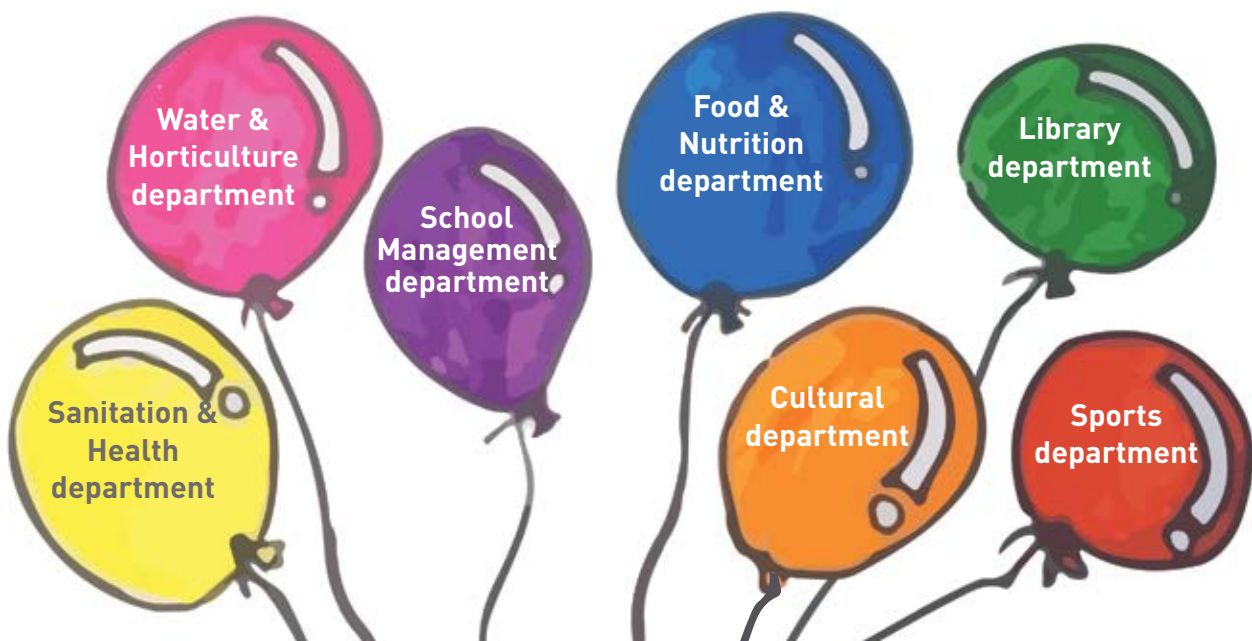 Water &
Horticulture
department
School
Management
department
Food &
Nutrition
department
Library
department
Sanitation &
Health
department
Cultural
department
Sports
department